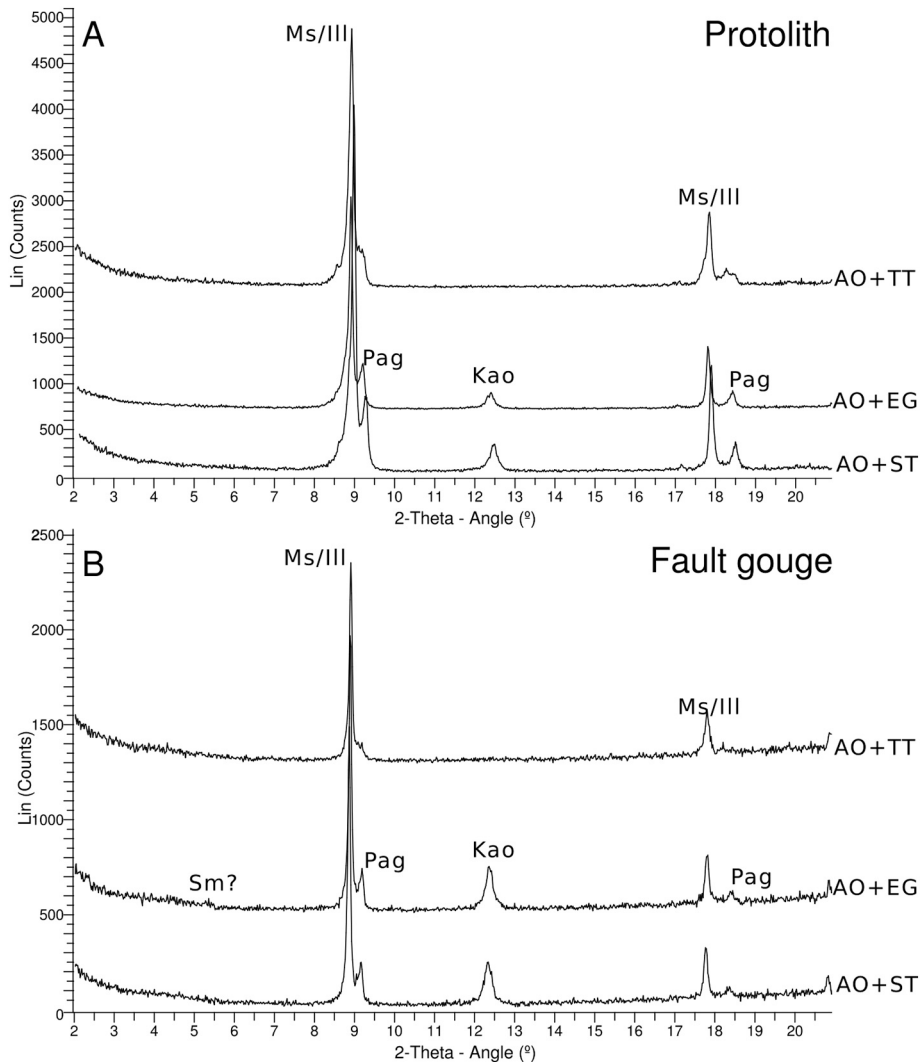 A
Protolith
Ms/Ill
Ms/Ill
Pag
Kao
Pag
AO+TT
AO+EG
AO+ST
Lin (Counts)
5000
4500
4000
3500
3000
2500
2000
1500
1000
500
0
2 3 4 5 6 7 8 9 10 11 12 13 14 15 16 17 18 19 20
2-Theta - Angle (º)
B
Fault gouge
Ms/Ill
Ms/Ill
Sm?
Pag
Kao
Pag
AO+TT
AO+EG
AO+ST
Lin (Counts)
2500
2000
1500
1000
500
0
2 3 4 5 6 7 8 9 10 11 12 13 14 15 16 17 18 19 20
2-Theta - Angle (º)